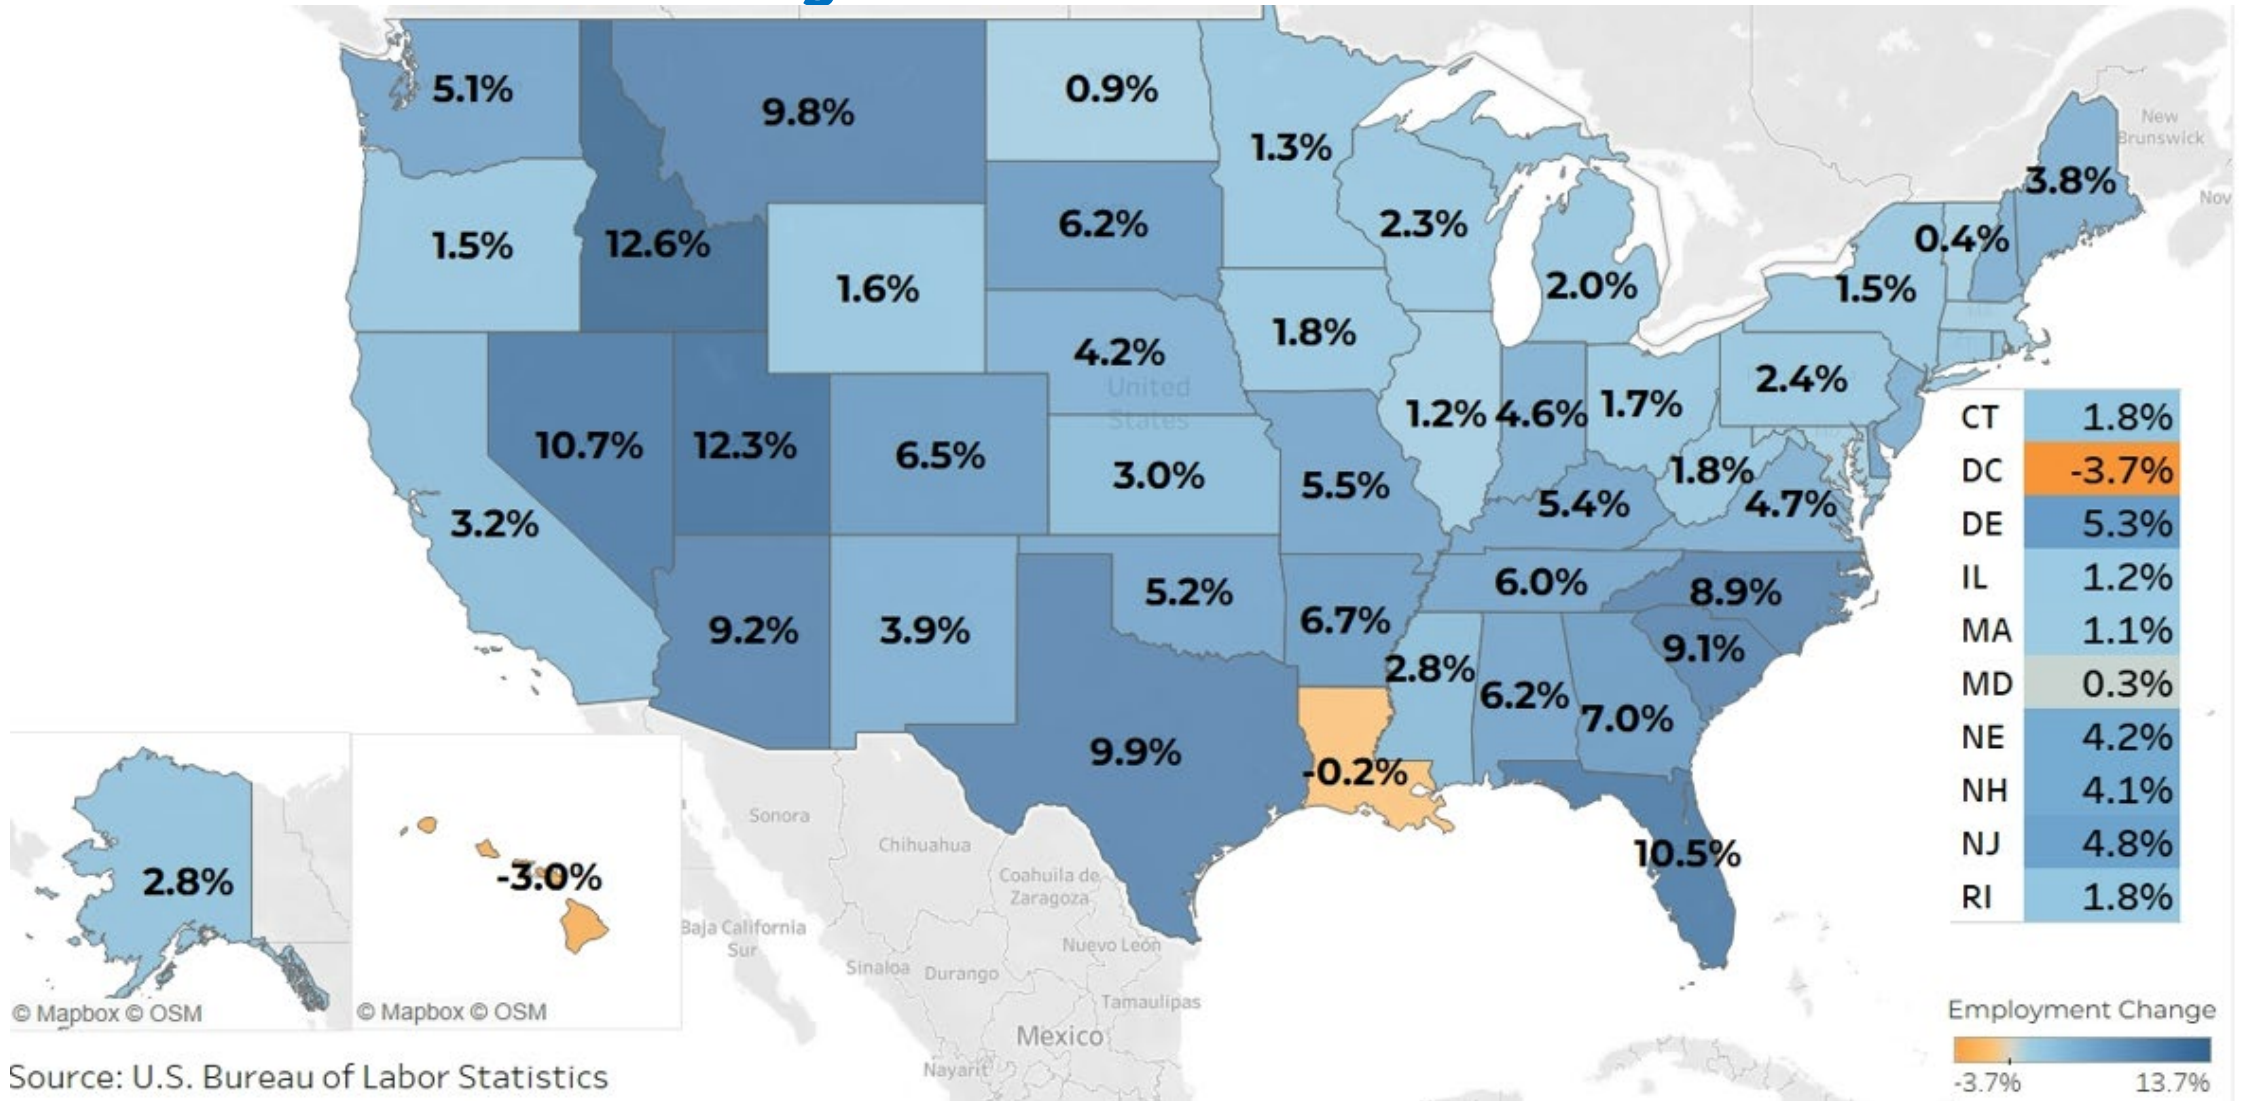 5.1%
9.8%
0.9%
1.3%
3.8%
New
Brunswick
Nov
1.5%
12.6%
1.6%
6.2%
2.3%
2.0%
0.4%
1.5%
4.2%
United
States
1.8%
2.4%
10.7%
12.3%
6.5%
3.0%
5.5%
1.2%
4.6%
1.7%
1.8%
5.4%
4.7%
3.2%
9.2%
3.9%
5.2%
6.7%
6.0%
8.9%
9.1%
2.8%
6.2%
7.0%
9.9%
-0.2%
10.5%
CT 1.8%
DC -3.7%
DE 5.3%
IL 1.2%
MA 1.1%
MD 0.3%
NE 4.2%
NH 4.1%
NJ 4.8%
RI 1.8%
2.8%
-3.0%
Sonora
Chihuahua
Coahuila de
Zaragoza
Baja California
Sur
Nuevo León
Sinaloa
Durango
Tamaulipas
Mexico
Nayarit
© Mapbox © OSM
© Mapbox © OSM
Employment Change
-3.7% 13.7%
Source: U.S. Bureau of Labor Statistics